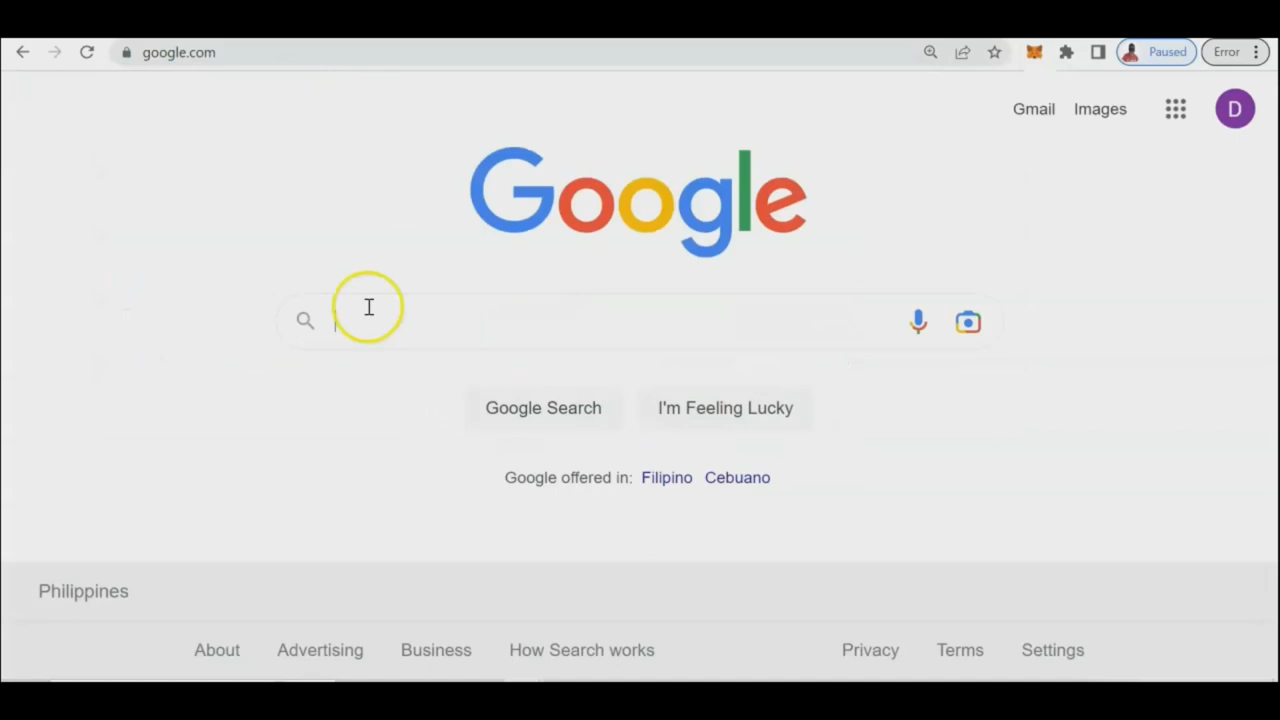 google.com
Paused
Error
Gmail
Images
D
Google
Google Search
I'm Feeling Lucky
Google offered in: Filipino Cebuano
Philippines
About
Advertising
Business
How Search works
Privacy
Terms
Settings